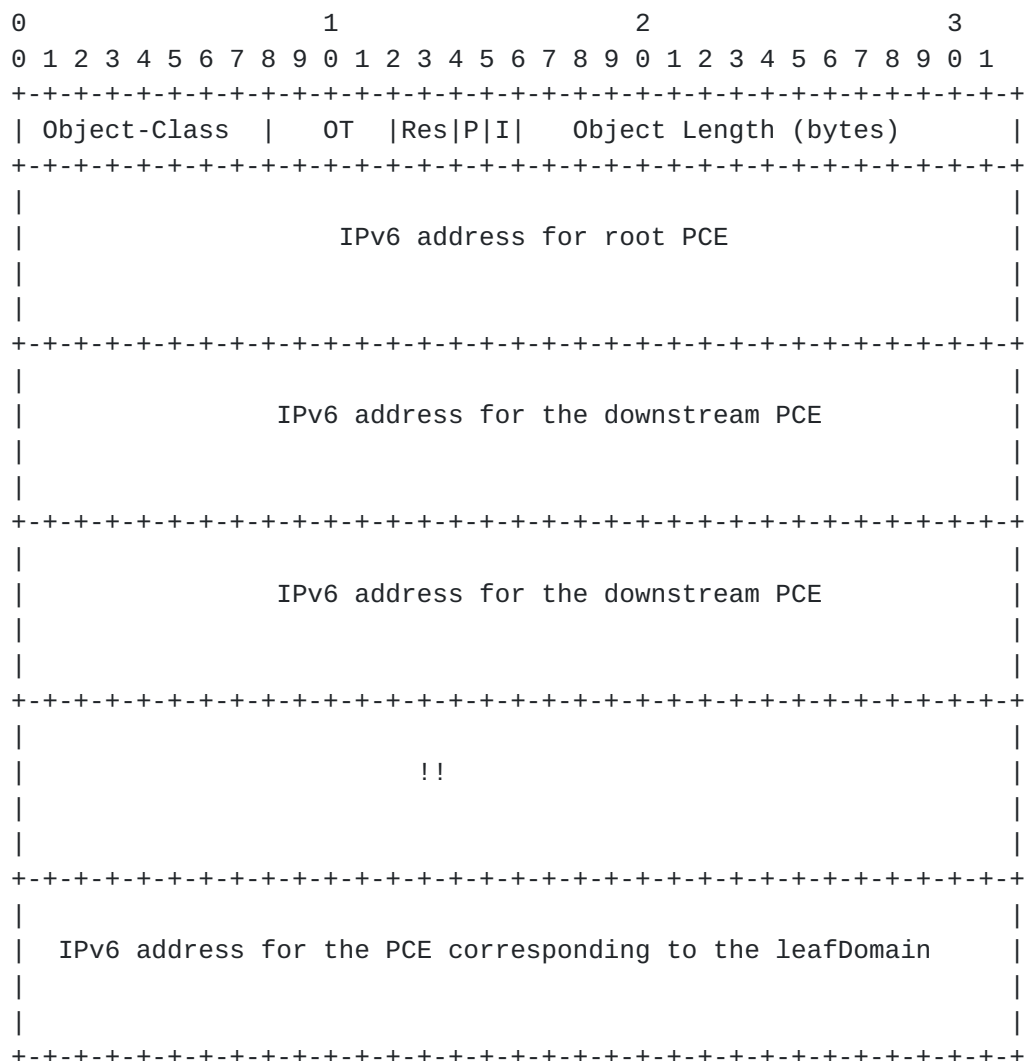 0                   1                   2                   3
0 1 2 3 4 5 6 7 8 9 0 1 2 3 4 5 6 7 8 9 0 1 2 3 4 5 6 7 8 9 0 1
+-+-+-+-+-+-+-+-+-+-+-+-+-+-+-+-+-+-+-+-+-+-+-+-+-+-+-+-+-+-+-+-+
| Object-Class  |   OT  |Res|P|I|   Object Length (bytes)       |
+-+-+-+-+-+-+-+-+-+-+-+-+-+-+-+-+-+-+-+-+-+-+-+-+-+-+-+-+-+-+-+-+
|                                                               |
|                    IPv6 address for root PCE                  |
|                                                               |
|                                                               |
+-+-+-+-+-+-+-+-+-+-+-+-+-+-+-+-+-+-+-+-+-+-+-+-+-+-+-+-+-+-+-+-+
|                                                               |
|                IPv6 address for the downstream PCE            |
|                                                               |
|                                                               |
+-+-+-+-+-+-+-+-+-+-+-+-+-+-+-+-+-+-+-+-+-+-+-+-+-+-+-+-+-+-+-+-+
|                                                               |
|                IPv6 address for the downstream PCE            |
|                                                               |
|                                                               |
+-+-+-+-+-+-+-+-+-+-+-+-+-+-+-+-+-+-+-+-+-+-+-+-+-+-+-+-+-+-+-+-+
|                                                               |
|                         !!                                    |
|                                                               |
|                                                               |
+-+-+-+-+-+-+-+-+-+-+-+-+-+-+-+-+-+-+-+-+-+-+-+-+-+-+-+-+-+-+-+-+
|                                                               |
|  IPv6 address for the PCE corresponding to the leafDomain     |
|                                                               |
|                                                               |
+-+-+-+-+-+-+-+-+-+-+-+-+-+-+-+-+-+-+-+-+-+-+-+-+-+-+-+-+-+-+-+-+